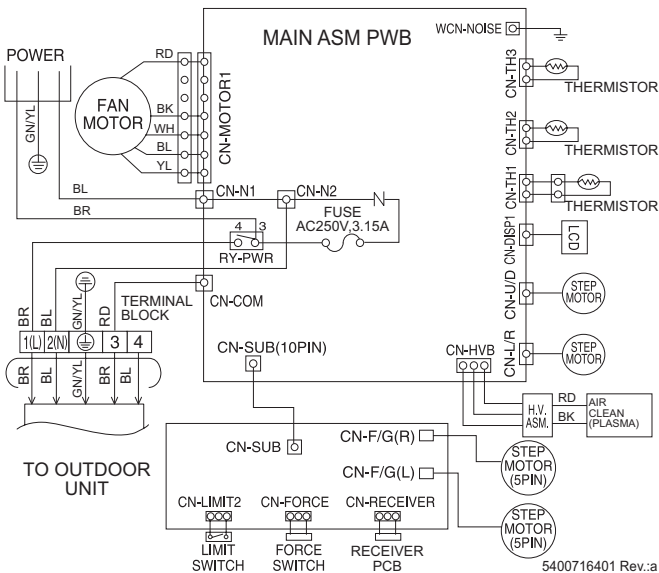 MAIN ASM PWB
WCN-NOISE
POWER
GN/YL
RD
BK
WH
BL
YL
FAN
MOTOR
CN-MOTOR1
CN-TH3
THERMISTOR
CN-TH2
THERMISTOR
CN-TH1
THERMISTOR
BL
CN-N1
CN-N2
N
BR
4 3
RY-PWR
FUSE
AC250V,3.15A
CN-DISP1
LCD
CN-U/D
STEP
MOTOR
CN-L/R
STEP
MOTOR
BR
BL
GN/YL
RD
TERMINAL
BLOCK
CN-COM
1(L) 2(N) 3 4
BR
BL
GN/YL
BR
BL
TO OUTDOOR
UNIT
CN-SUB(10PIN)
CN-HVB
H.V.
ASM.
RD
BK
AIR
CLEAN
(PLASMA)
CN-SUB
CN-F/G(R)
CN-F/G(L)
STEP
MOTOR
(5PIN)
STEP
MOTOR
(5PIN)
CN-LIMIT2
CN-FORCE
CN-RECEIVER
LIMIT
SWITCH
FORCE
SWITCH
RECEIVER
PCB
5400716401 Rev.:a